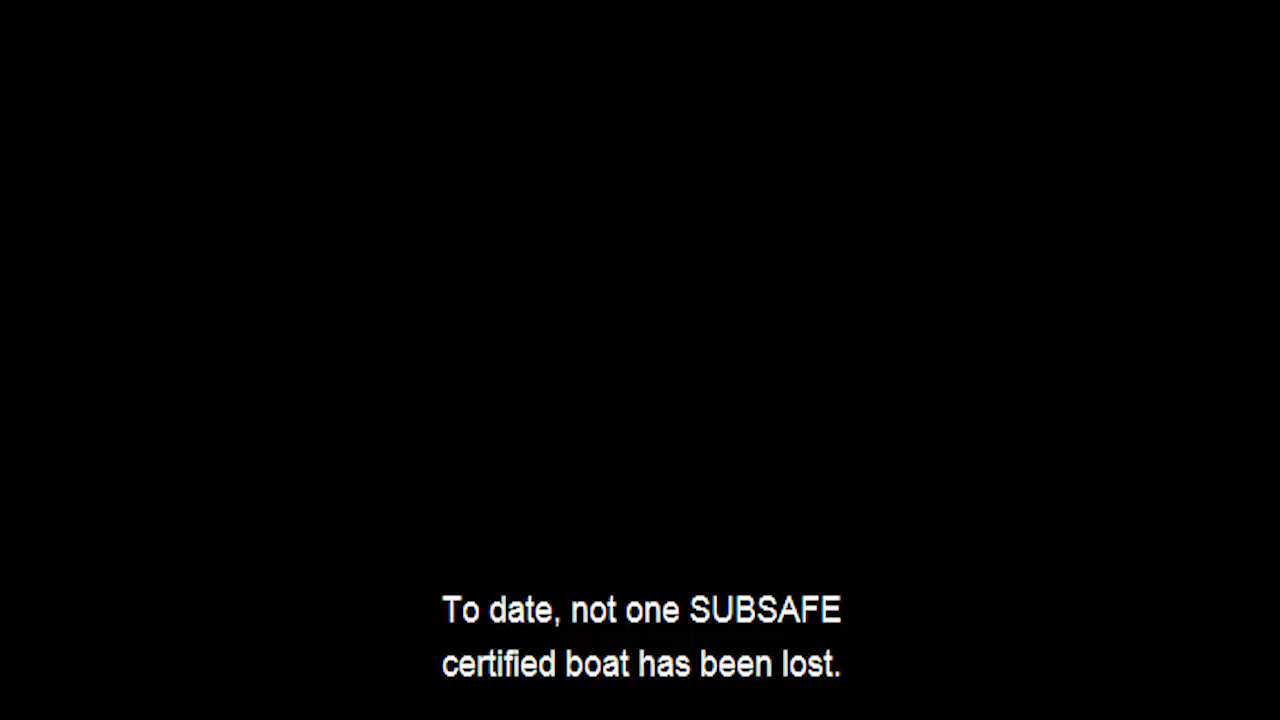 To date, not one SUBSAFE
certified boat has been lost.